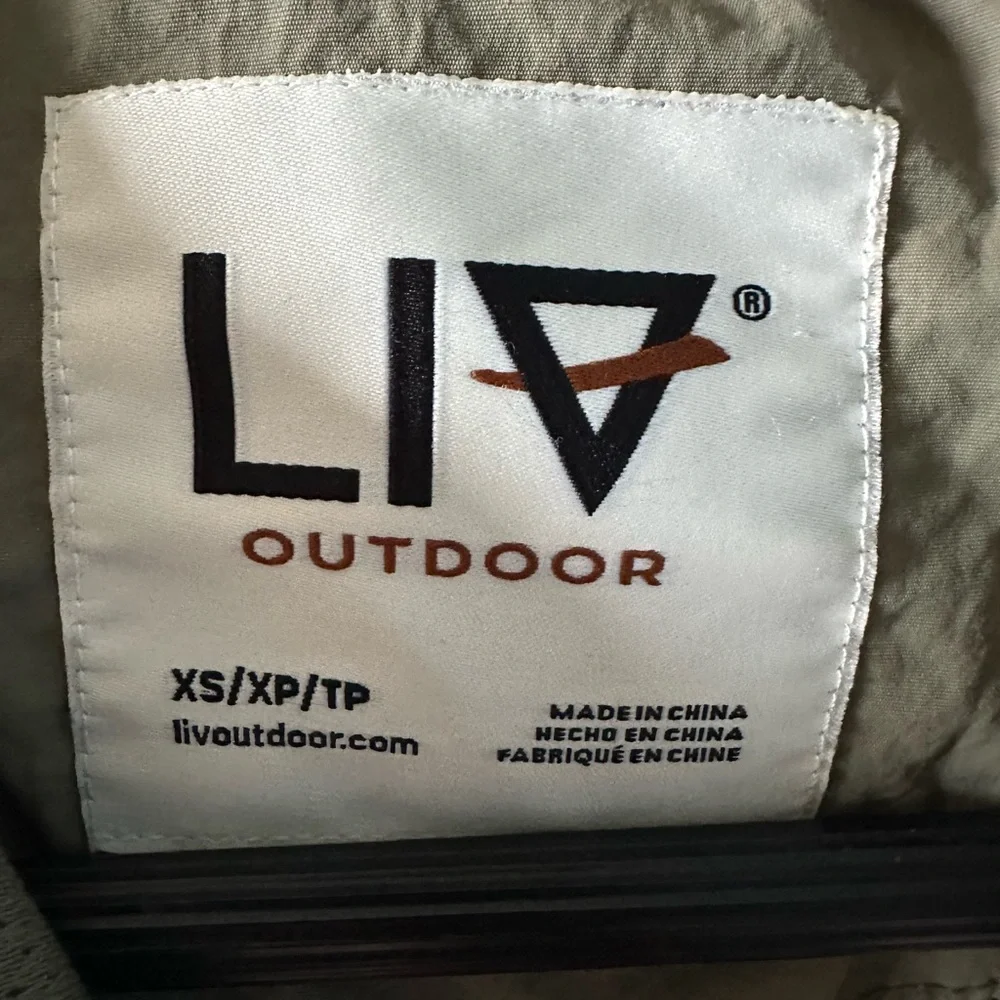 LIV®
OUTDOOR
XS/XP/TP
livoutdoor.com
MADE IN CHINA
HECHO EN CHINA
FABRIQUÉ EN CHINE